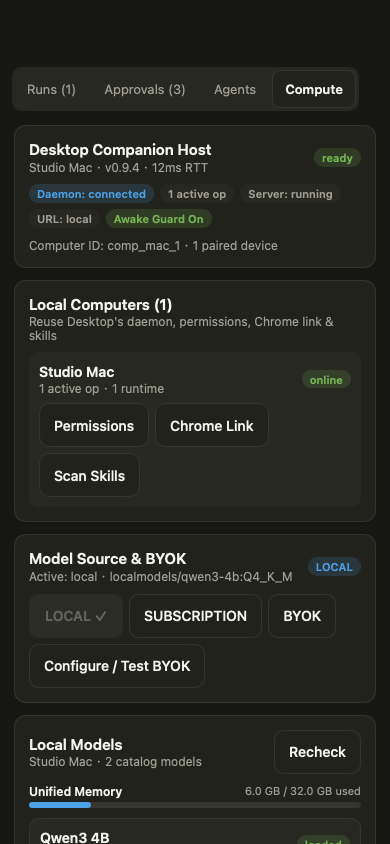 Runs (1) Approvals (3) Agents Compute
Desktop Companion Host
ready
Studio Mac · v0.9.4 · 12ms RTT
Daemon: connected 1 active op Server: running
URL: local Awake Guard On
Computer ID: comp_mac_1 · 1 paired device
Local Computers (1)
Reuse Desktop's daemon, permissions, Chrome link &
skills
Studio Mac
online
1 active op · 1 runtime
Permissions Chrome Link
Scan Skills
Model Source & BYOK
LOCAL
Active: local · localmodels/qwen3-4b:Q4_K_M
LOCAL ✓ SUBSCRIPTION BYOK
Configure / Test BYOK
Local Models
Recheck
Studio Mac · 2 catalog models
Unified Memory 6.0 GB / 32.0 GB used
Qwen3 4B
loaded